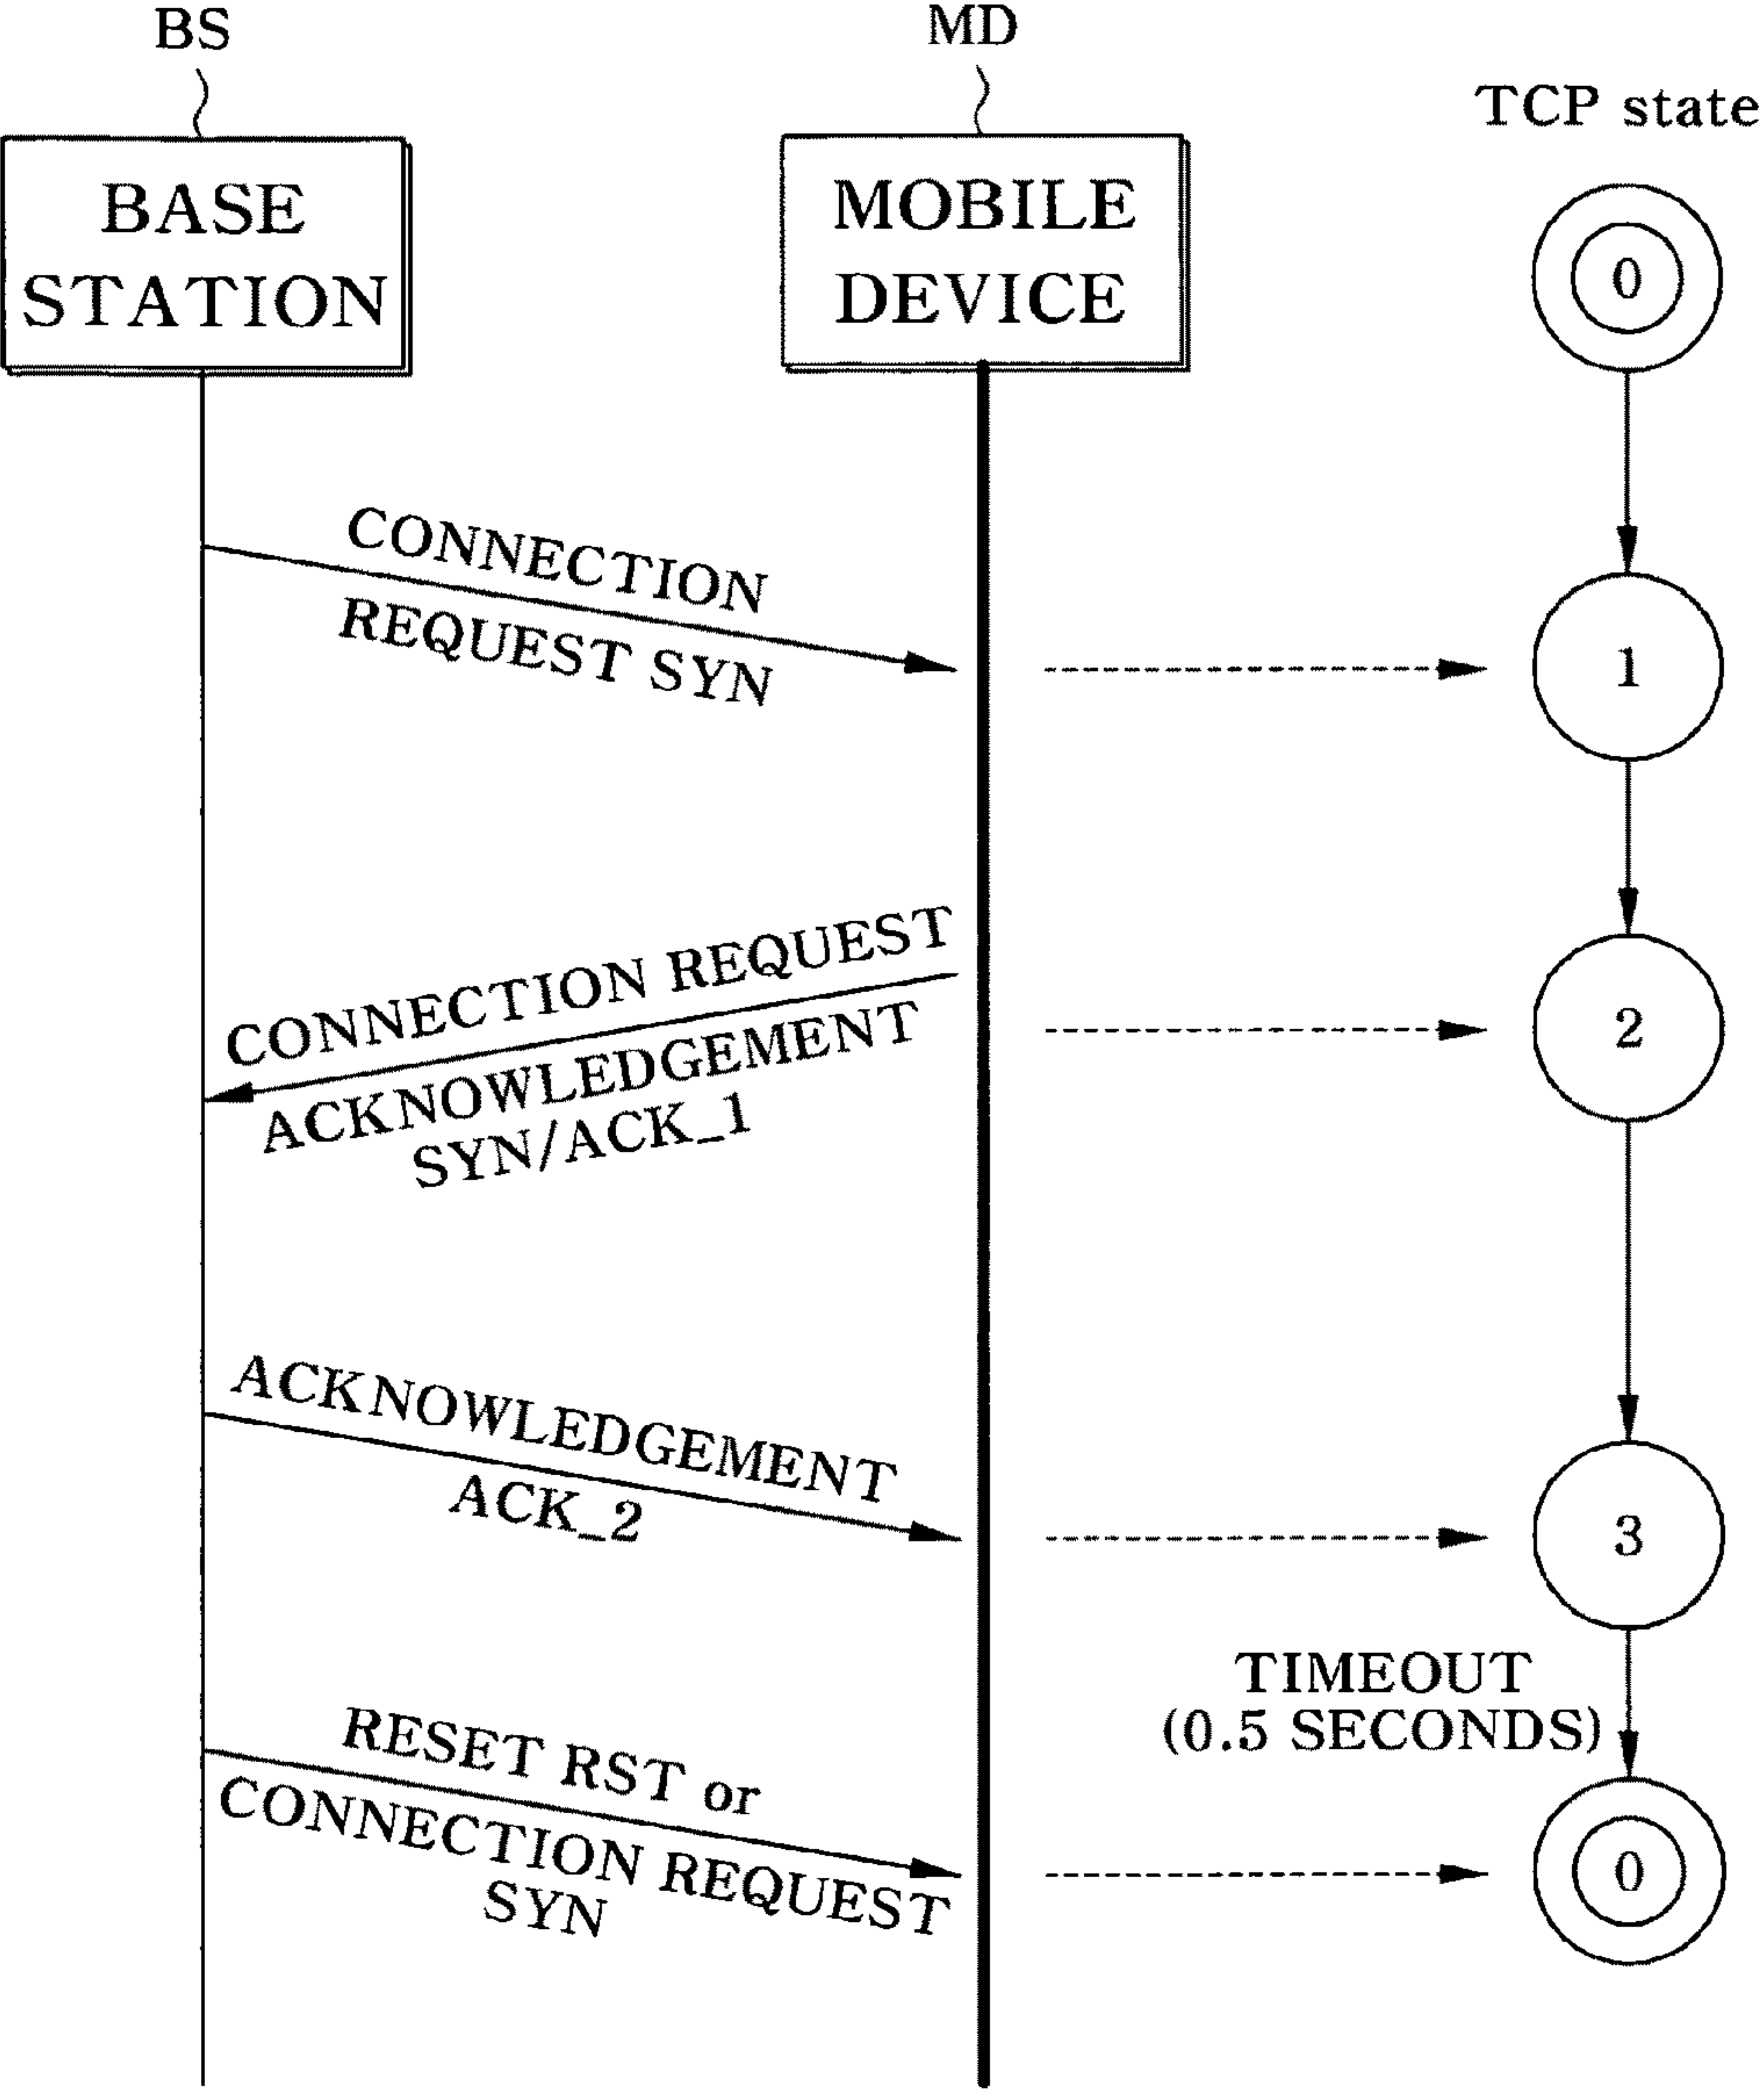 BS
MD
TCP state
BASE
STATION
MOBILE
DEVICE
0
CONNECTION
REQUEST SYN
1
CONNECTION REQUEST
ACKNOWLEDGEMENT
SYN/ACK_1
2
ACKNOWLEDGEMENT
ACK_2
3
TIMEOUT
(0.5 SECONDS)
RESET RST or
CONNECTION REQUEST
SYN
0